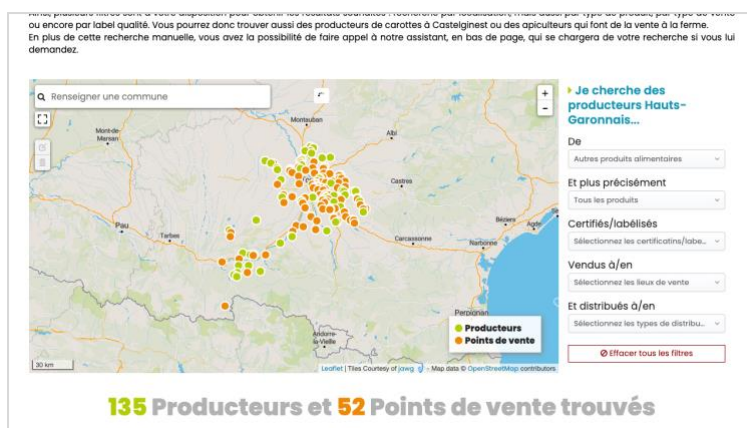 Ainsi, plusieurs filtres sont à votre disposition pour obtenir les résultats souhaités : recherche par localisation, mais aussi par type de produit, par type de vente
ou encore par label qualité. Vous pourrez donc trouver aussi des producteurs de carottes à Castelginest ou des apiculteurs qui font de la vente à la ferme.
En plus de cette recherche manuelle, vous avez la possibilité de faire appel à notre assistant, en bas de page, qui se chargera de votre recherche si vous lui
demandez.
Renseigner une commune
+
-
Montauban
Mont-de-
Marsan
Albi
Castres
Pau
Tarbes
Carcassonne
Béziers
Agde
Narbonne
Perpignan
Andorre-
la-Vieille
Producteurs
Points de vente
30 km
Leaflet | Tiles Courtesy of jawg - Map data © OpenStreetMap contributors
Je cherche des
producteurs Hauts-
Garonnais...
De
Autres produits alimentaires
Et plus précisément
Tous les produits
Certifiés/labélisés
Sélectionnez les certificatins/labe...
Vendus à/en
Sélectionnez les lieux de vente
Et distribués à/en
Sélectionnez les types de distribu...
Effacer tous les filtres
135 Producteurs et 52 Points de vente trouvés